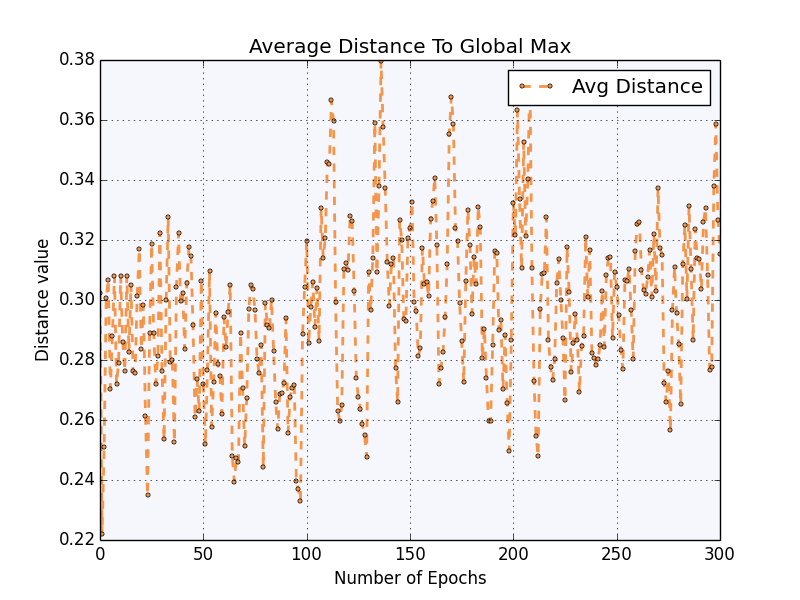 Average Distance To Global Max
Avg Distance
Distance value
0.38
0.36
0.34
0.32
0.30
0.28
0.26
0.24
0.22
0 50 100 150 200 250 300
Number of Epochs